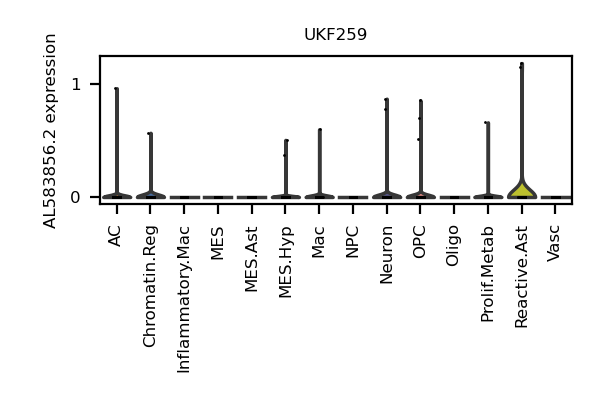 UKF259
AL583856.2 expression
1
0
AC
Chromatin.Reg
Inflammatory.Mac
MES
MES.Ast
MES.Hyp
Mac
NPC
Neuron
OPC
Oligo
Prolif.Metab
Reactive.Ast
Vasc